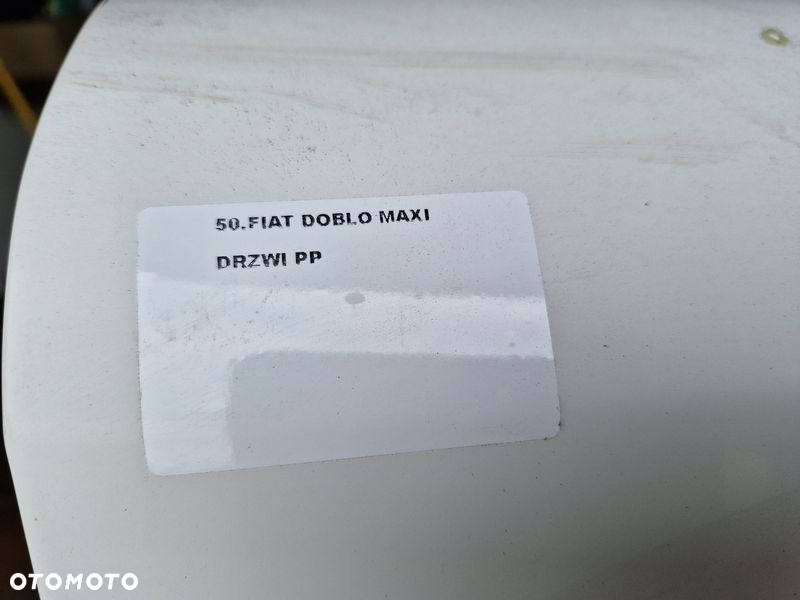 50.FIAT DOBLO MAXI
DRZWI PP
OTOMOTO